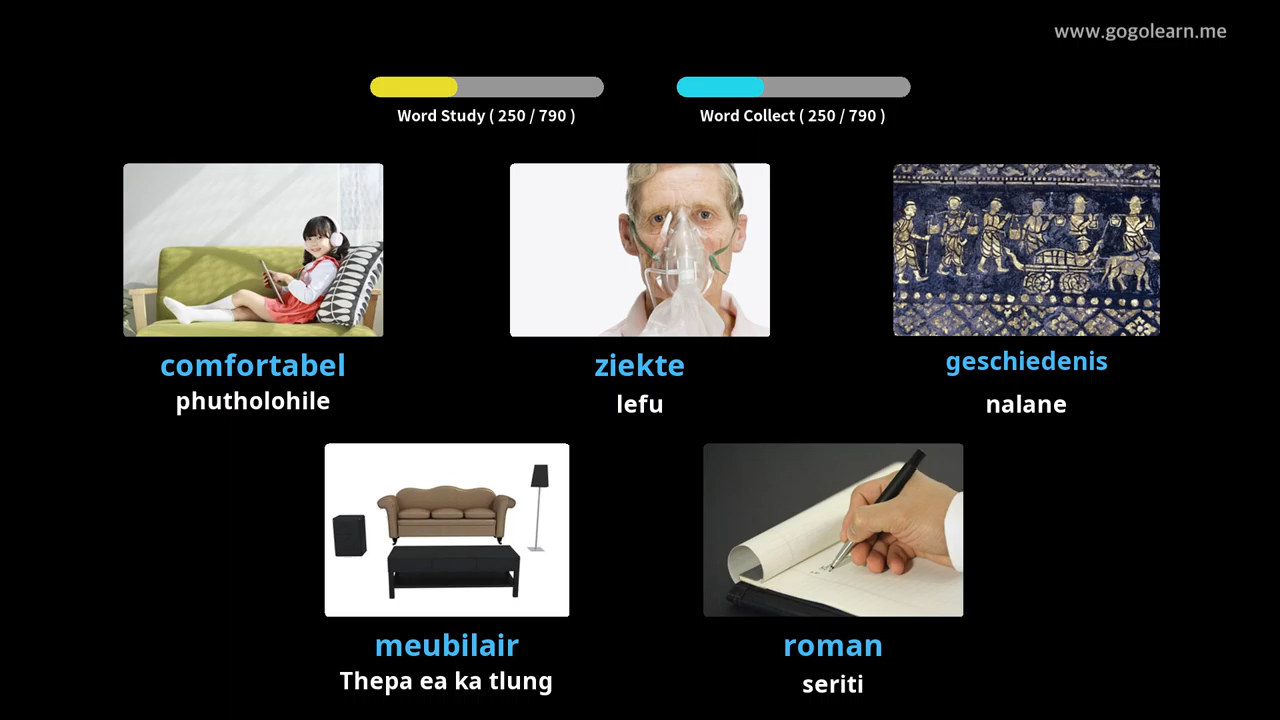 www.gogolearn.me
Word Study ( 250 / 790 )
Word Collect ( 250 / 790 )
comfortabel
phutholohile
ziekte
lefu
geschiedenis
nalane
meubilair
Thepa ea ka tlung
roman
seriti